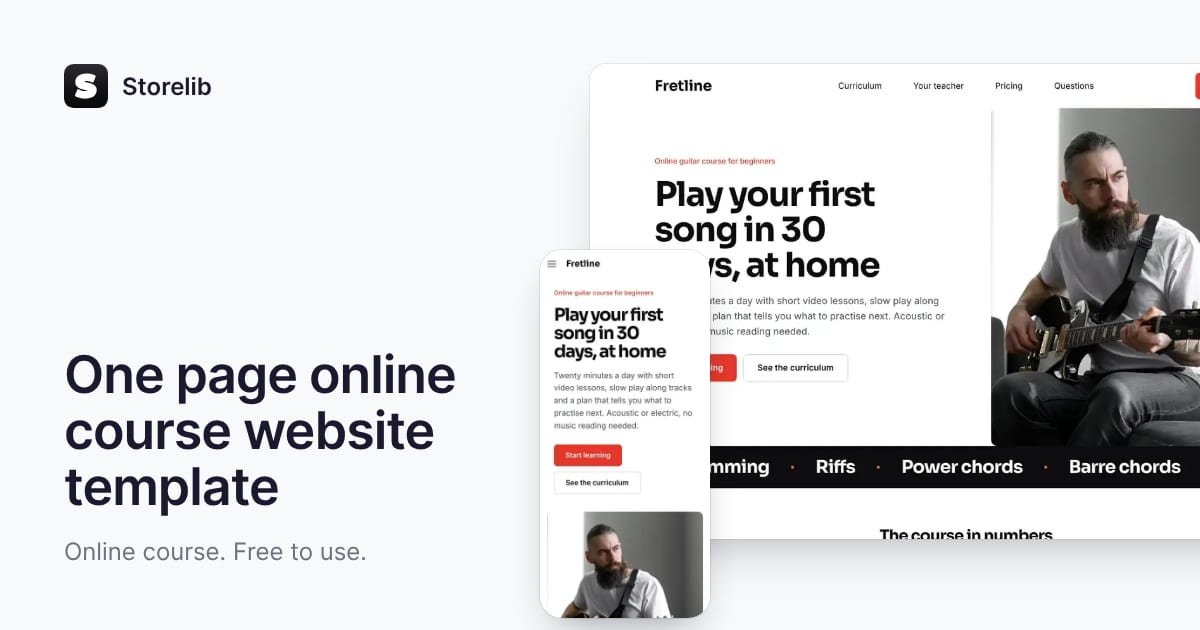 Storelib
One page online
course website
template
Online course. Free to use.
Fretline
Curriculum
Your teacher
Pricing
Questions
Online guitar course for beginners
Play your first
song in 30
s, at home
a day with short video lessons, slow play along
plan that tells you what to practise next. Acoustic or
music reading needed.
See the curriculum
Riffs · Power chords · Barre chords
The course in numbers
Fretline
Online guitar course for beginners
Play your first
song in 30
days, at home
Twenty minutes a day with short
video lessons, slow play along tracks
and a plan that tells you what to
practise next. Acoustic or electric, no
music reading needed.
Start learning
See the curriculum